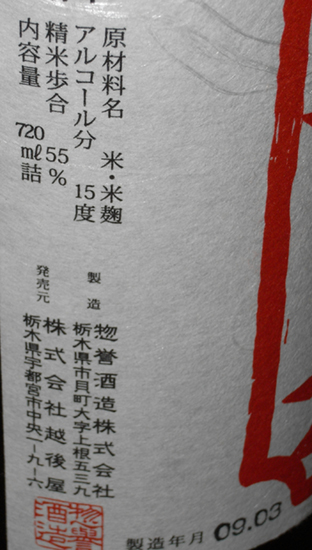 原材料名 米・米麹
アルコール分 15度
精米歩合 55%
内容量 720ml詰
製造 惣誉酒造株式会社
栃木県市貝町大字上根五三九
発売元 株式会社越後屋
栃木県宇都宮市中央一ー九ー六
惣誉
酒造
製造年月 09.03